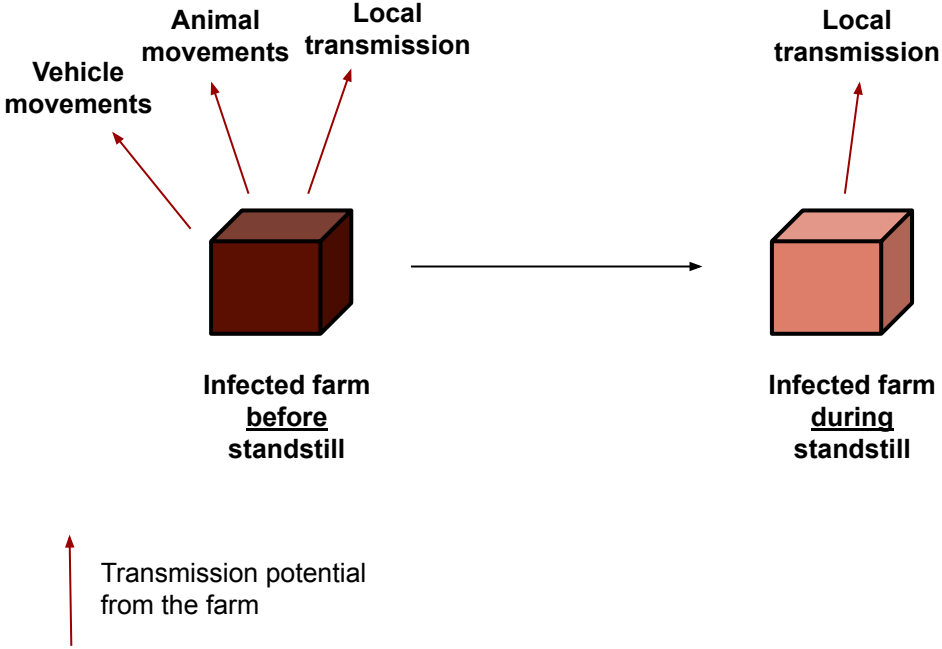 Vehicle
movements
Animal
movements
Local
transmission
Local
transmission
Infected farm
before
standstill
Infected farm
during
standstill
Transmission potential
from the farm